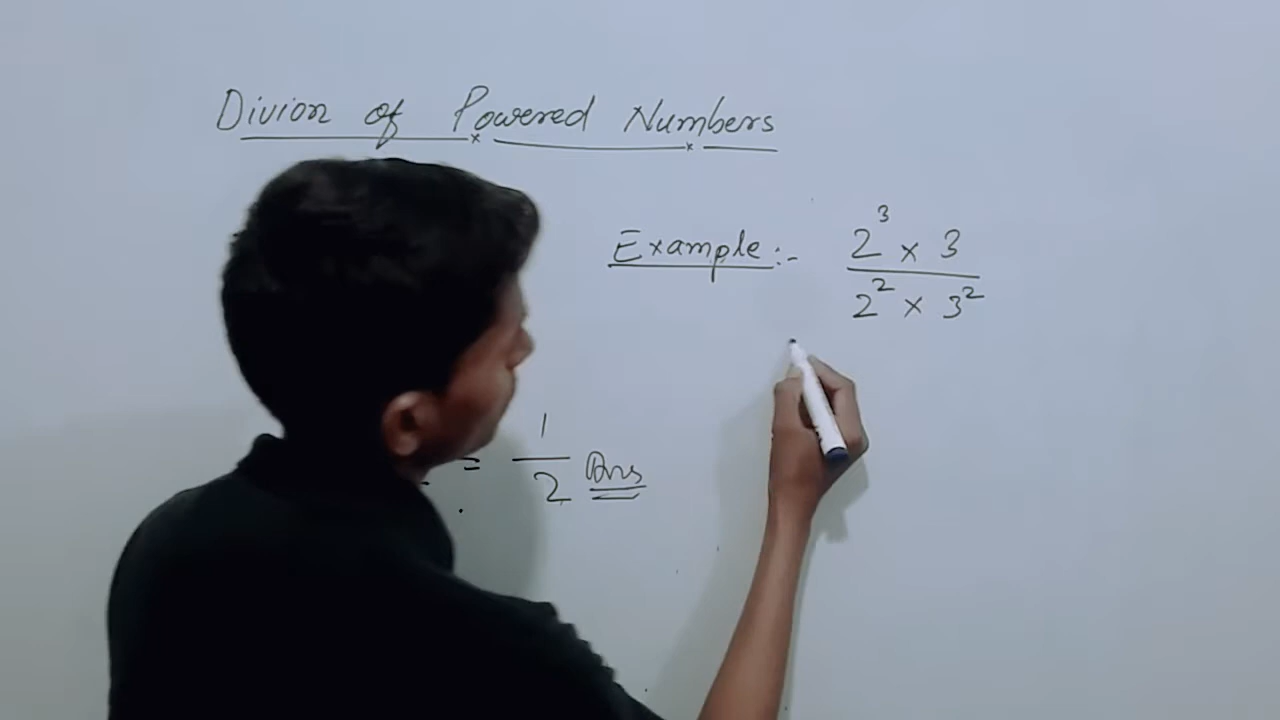 Divion of Powered Numbers
Example:- 2³ × 3
2² × 3²
= 1
2 Ans